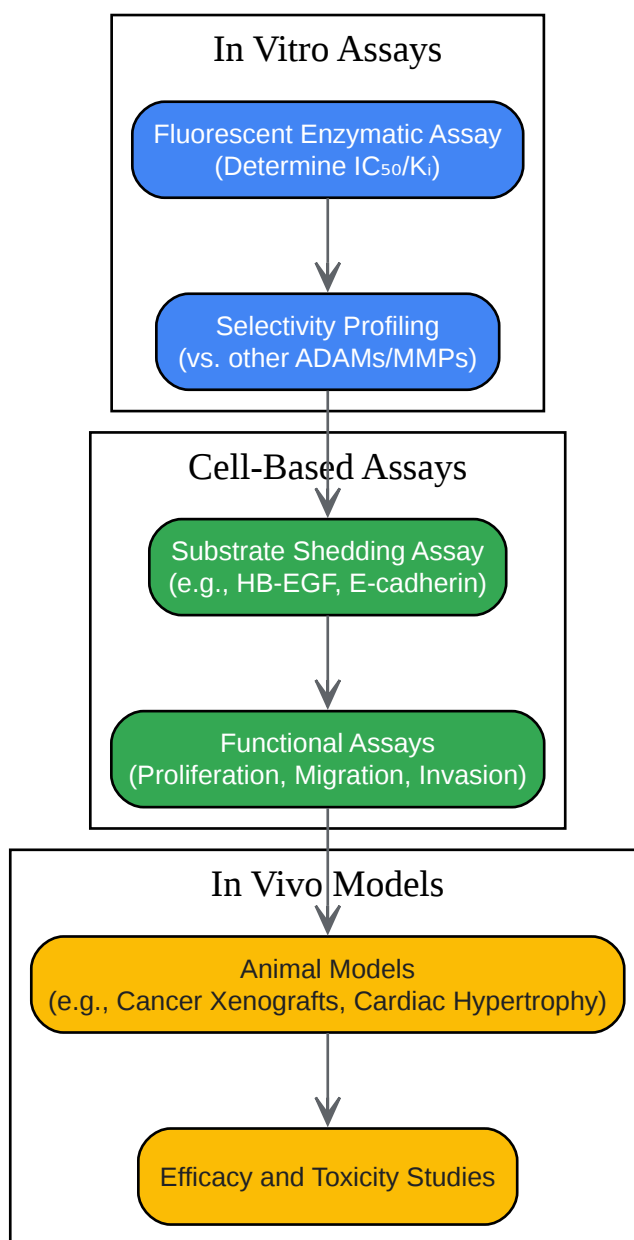 In Vitro Assays
Fluorescent Enzymatic Assay
(Determine IC₅₀/Kᵢ)
Selectivity Profiling
(vs. other ADAMs/MMPs)
Cell-Based Assays
Substrate Shedding Assay
(e.g., HB-EGF, E-cadherin)
Functional Assays
(Proliferation, Migration, Invasion)
In Vivo Models
Animal Models
(e.g., Cancer Xenografts, Cardiac Hypertrophy)
Efficacy and Toxicity Studies